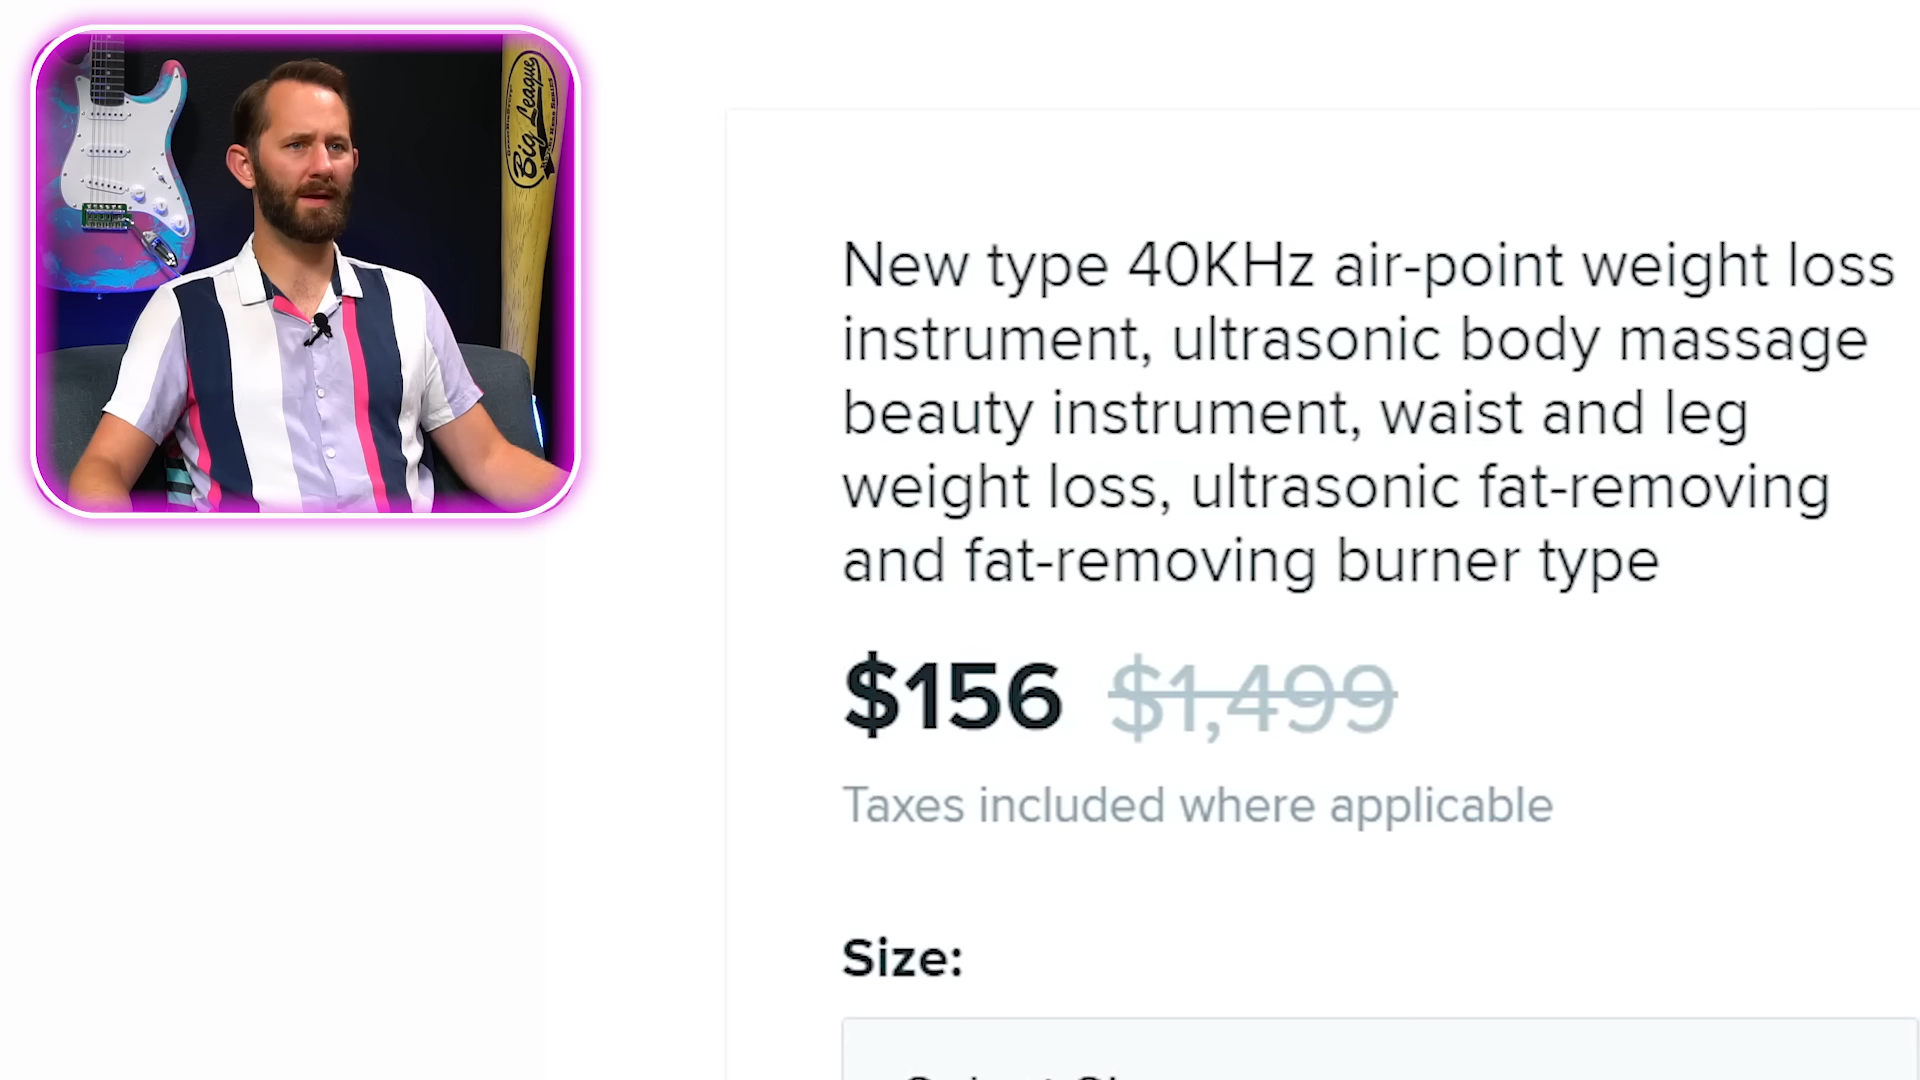 Big League
New type 40KHz air-point weight loss
instrument, ultrasonic body massage
beauty instrument, waist and leg
weight loss, ultrasonic fat-removing
and fat-removing burner type
$156 $1,499
Taxes included where applicable
Size: